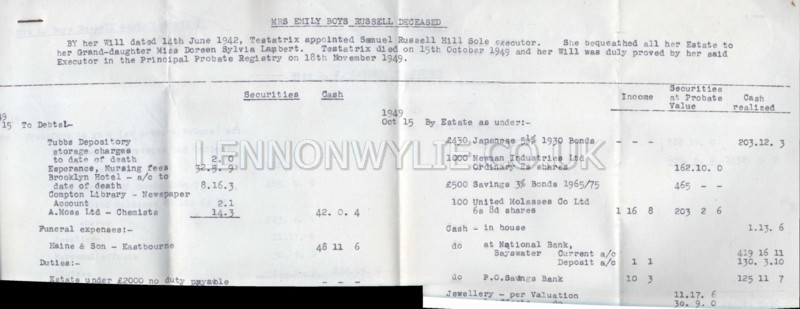 MRS EMILY BOYS RUSSELL DECEASED
BY her Will dated 14th June 1942, Testatrix appointed Samuel Russell Hill Sole executor. She bequeathed all her Estate to
her Grand-daughter Miss Doreen Sylvia Lambert. Testatrix died on 15th October 1949 and her Will was duly proved by her said
Executor in the Principal Probate Registry on 18th November 1949.
Securities Cash
49
15 To Debts:-
Tubbs Depository
storage charges
to date of death 2. 0
Esperance, Nursing fees 32.5. 9
Brooklyn Hotel - a/c to
date of death 8.16.3
Compton Library - Newspaper
Account 2.1
A.Moss Ltd - Chemists 14.3 42. 0. 4
Funeral expenses:-
Haine & Son - Eastbourne 48 11 6
Duties:-
Estate under £2000 no duty payable - - -
Income Securities at Probate Value Cash realized
1949
Oct 15 By Estate as under:-
£430 Japanese 5½% 1930 Bonds - - - 203.12. 3
1000 Newman Industries Ltd
Ordinary 2s shares 162.10. 0
£500 Savings 3% Bonds 1965/75 465 - -
100 United Molasses Co Ltd
6s 8d shares 1 16 8 203 2 6
Cash - in house 1.13. 6
do at National Bank,
Bayswater Current a/c 419 16 11
Deposit a/c 1 1 130. 3.10
do P.O.Savings Bank 10 3 125 11 7
Jewellery - per Valuation 11.17. 6
30. 9. 0
LENNONWYLIE.CO.UK